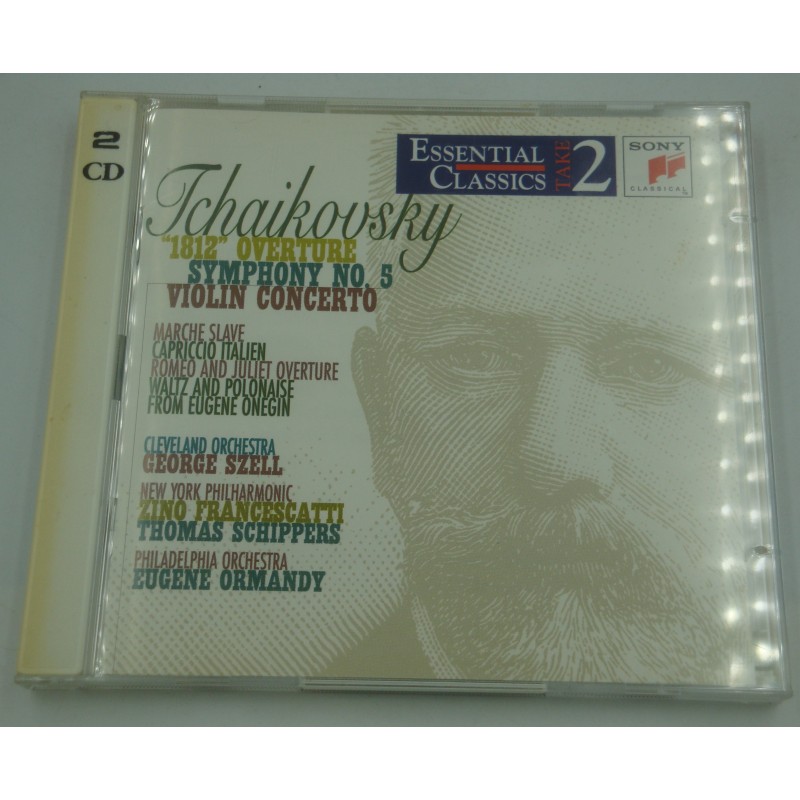 2
CD
ESSENTIAL
CLASSICS
TAKE
2
SONY
CLASSICAL
Tchaikovsky
"1812" OVERTURE
SYMPHONY NO. 5
VIOLIN CONCERTO
MARCHE SLAVE
CAPRICCIO ITALIEN
ROMEO AND JULIET OVERTURE
WALTZ AND POLONAISE
FROM EUGENE ONEGIN
CLEVELAND ORCHESTRA
GEORGE SZELL
NEW YORK PHILHARMONIC
ZINO FRANCESCATTI
THOMAS SCHIPPERS
PHILADELPHIA ORCHESTRA
EUGENE ORMANDY